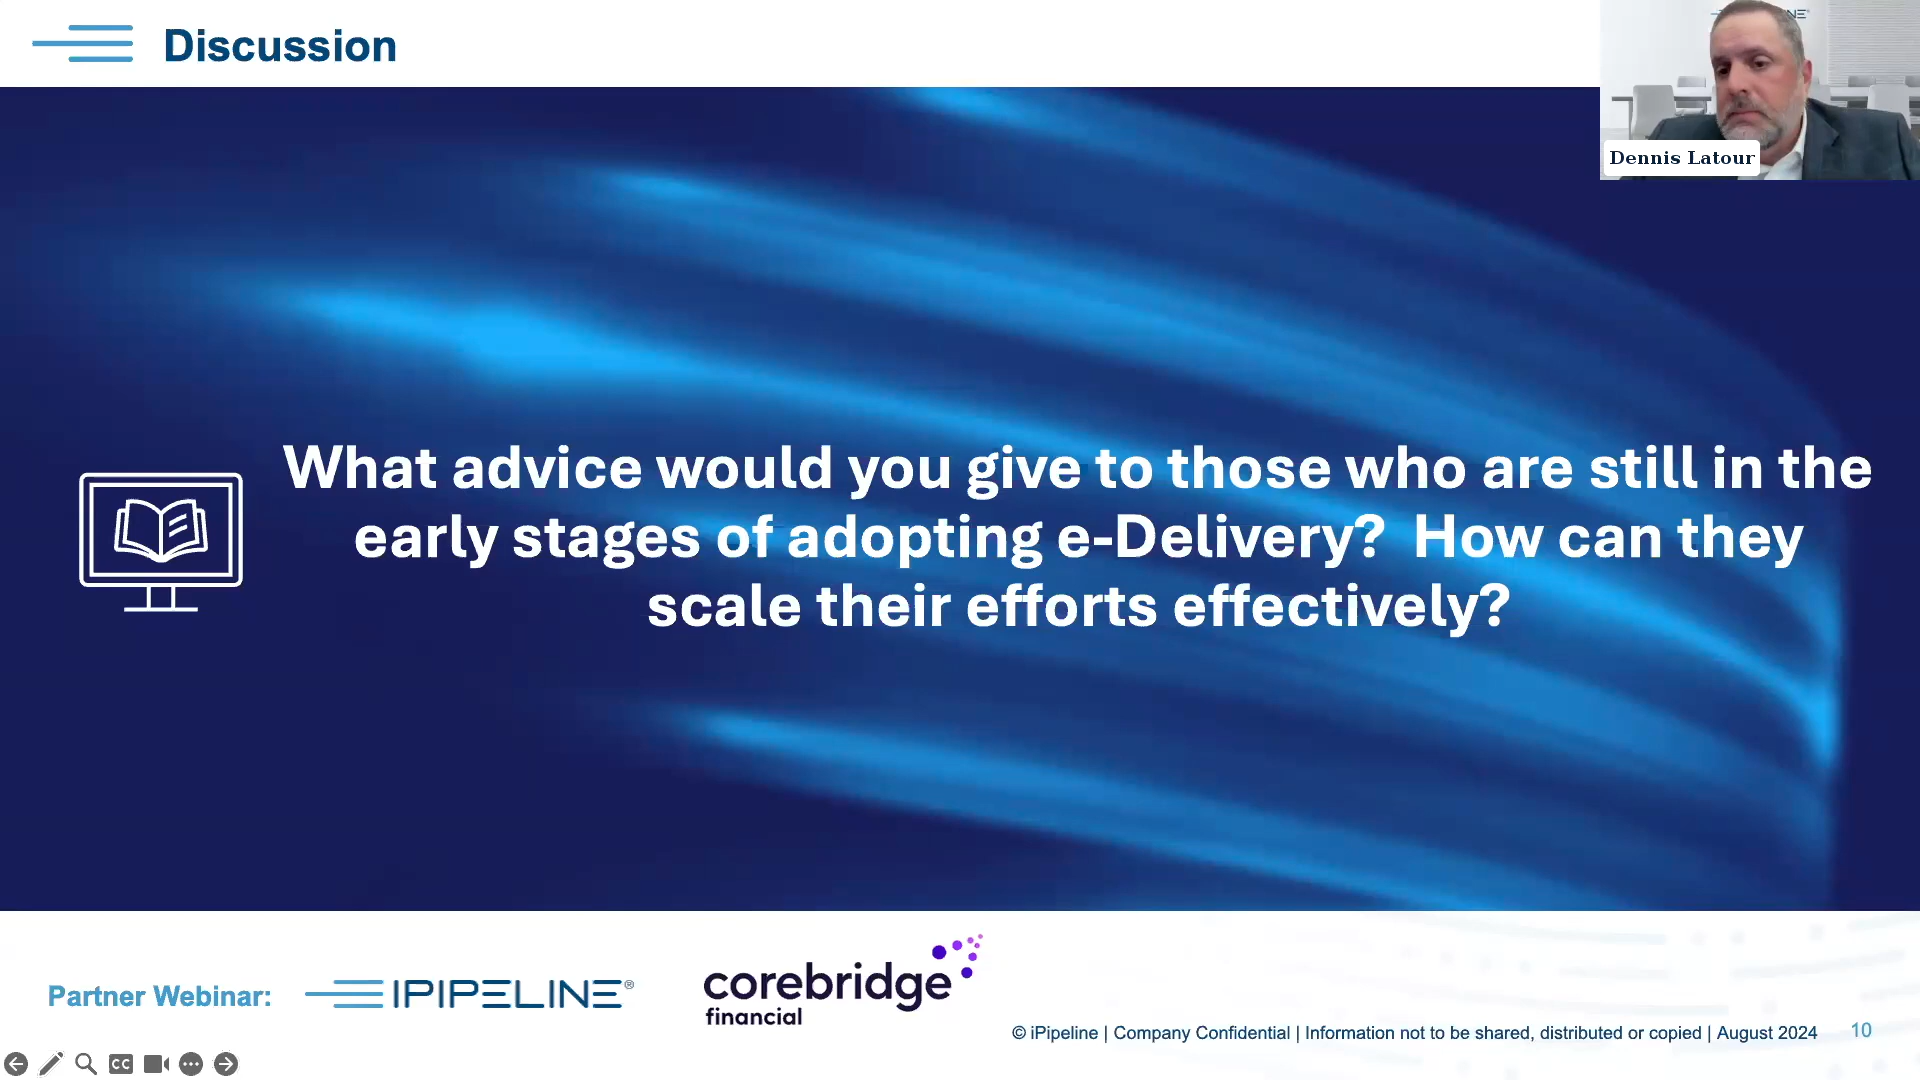 Discussion
NE®
Dennis Latour
What advice would you give to those who are still in the
early stages of adopting e-Delivery? How can they
scale their efforts effectively?
Partner Webinar:
IPIPELINE®
corebridge
financial
© iPipeline | Company Confidential | Information not to be shared, distributed or copied | August 2024
10
CC